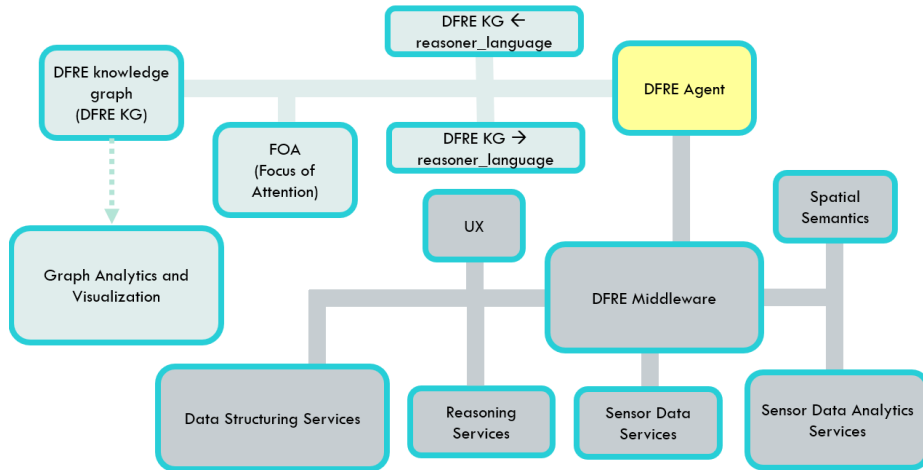 DFRE KG ←
reasoner_language
DFRE knowledge
graph
(DFRE KG)
DFRE Agent
FOA
(Focus of
Attention)
DFRE KG →
reasoner_language
Spatial
Semantics
UX
Graph Analytics and
Visualization
DFRE Middleware
Data Structuring Services
Reasoning
Services
Sensor Data
Services
Sensor Data Analytics
Services